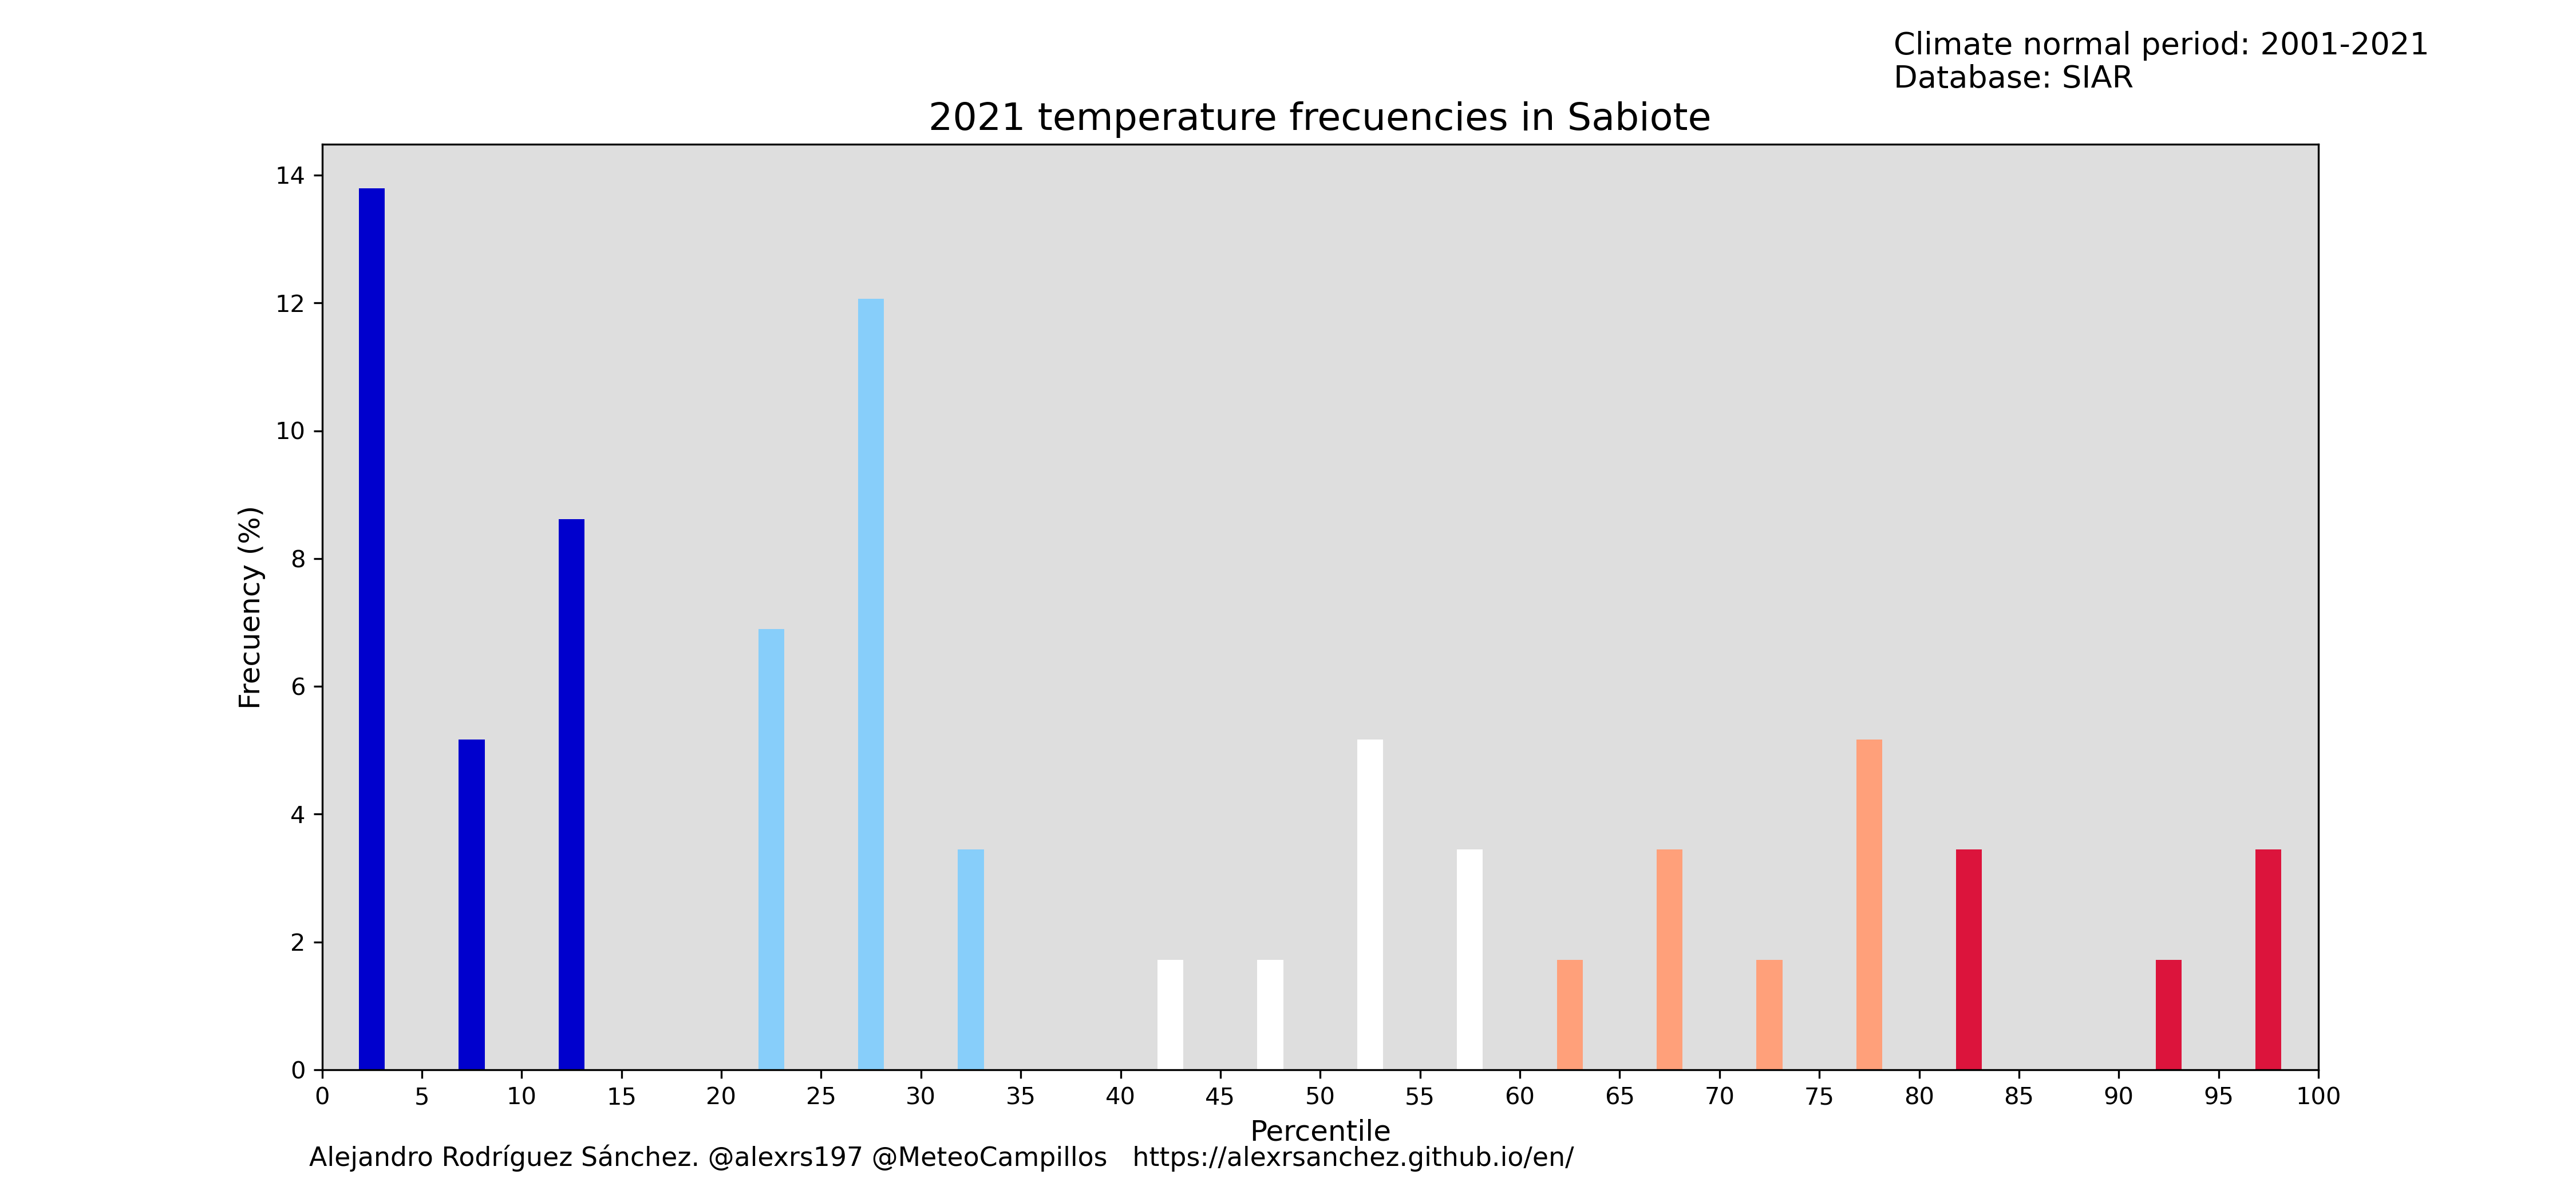 Climate normal period: 2001-2021
Database: SIAR
2021 temperature frecuencies in Sabiote
14
12
10
8
6
4
2
0
Frecuency (%)
0 5 10 15 20 25 30 35 40 45 50 55 60 65 70 75 80 85 90 95 100
Percentile
Alejandro Rodríguez Sánchez. @alexrs197 @MeteoCampillos https://alexrsanchez.github.io/en/